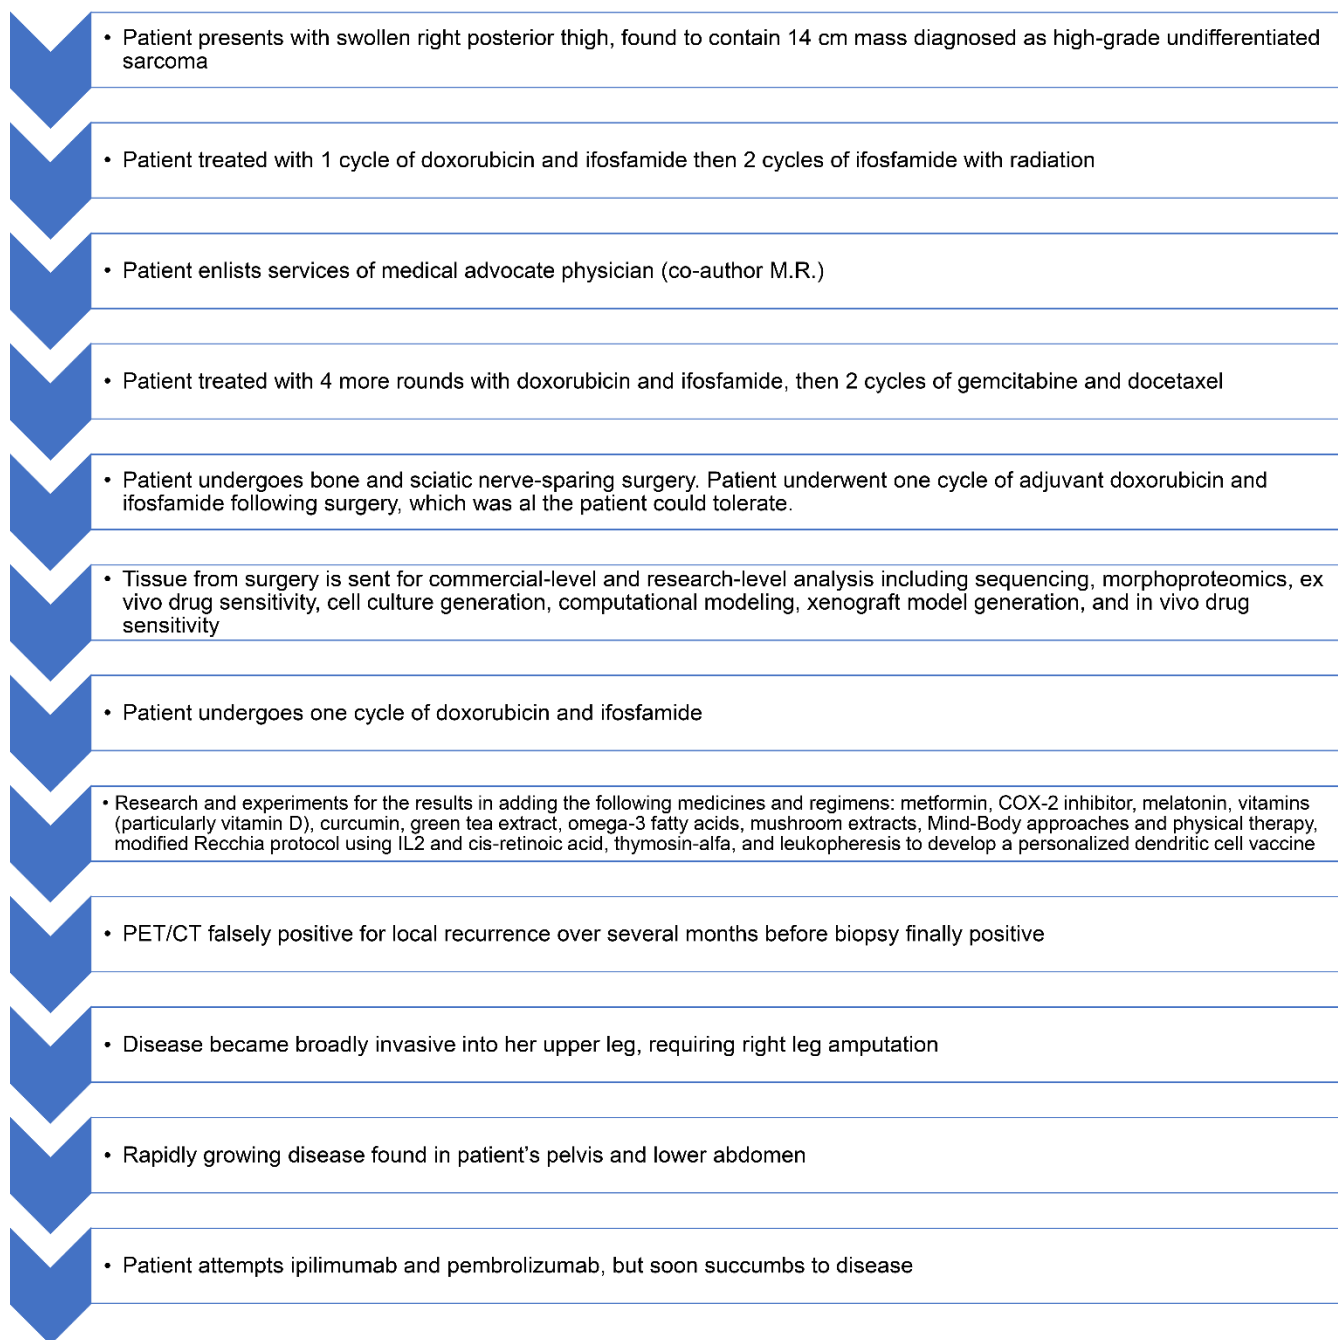 • Patient presents with swollen right posterior thigh, found to contain 14 cm mass diagnosed as high-grade undifferentiated
sarcoma
• Patient treated with 1 cycle of doxorubicin and ifosfamide then 2 cycles of ifosfamide with radiation
• Patient enlists services of medical advocate physician (co-author M.R.)
• Patient treated with 4 more rounds with doxorubicin and ifosfamide, then 2 cycles of gemcitabine and docetaxel
• Patient undergoes bone and sciatic nerve-sparing surgery. Patient underwent one cycle of adjuvant doxorubicin and
ifosfamide following surgery, which was al the patient could tolerate.
• Tissue from surgery is sent for commercial-level and research-level analysis including sequencing, morphoproteomics, ex
vivo drug sensitivity, cell culture generation, computational modeling, xenograft model generation, and in vivo drug
sensitivity
• Patient undergoes one cycle of doxorubicin and ifosfamide
• Research and experiments for the results in adding the following medicines and regimens: metformin, COX-2 inhibitor, melatonin, vitamins
(particularly vitamin D), curcumin, green tea extract, omega-3 fatty acids, mushroom extracts, Mind-Body approaches and physical therapy,
modified Recchia protocol using IL2 and cis-retinoic acid, thymosin-alfa, and leukopheresis to develop a personalized dendritic cell vaccine
• PET/CT falsely positive for local recurrence over several months before biopsy finally positive
• Disease became broadly invasive into her upper leg, requiring right leg amputation
• Rapidly growing disease found in patient’s pelvis and lower abdomen
• Patient attempts ipilimumab and pembrolizumab, but soon succumbs to disease